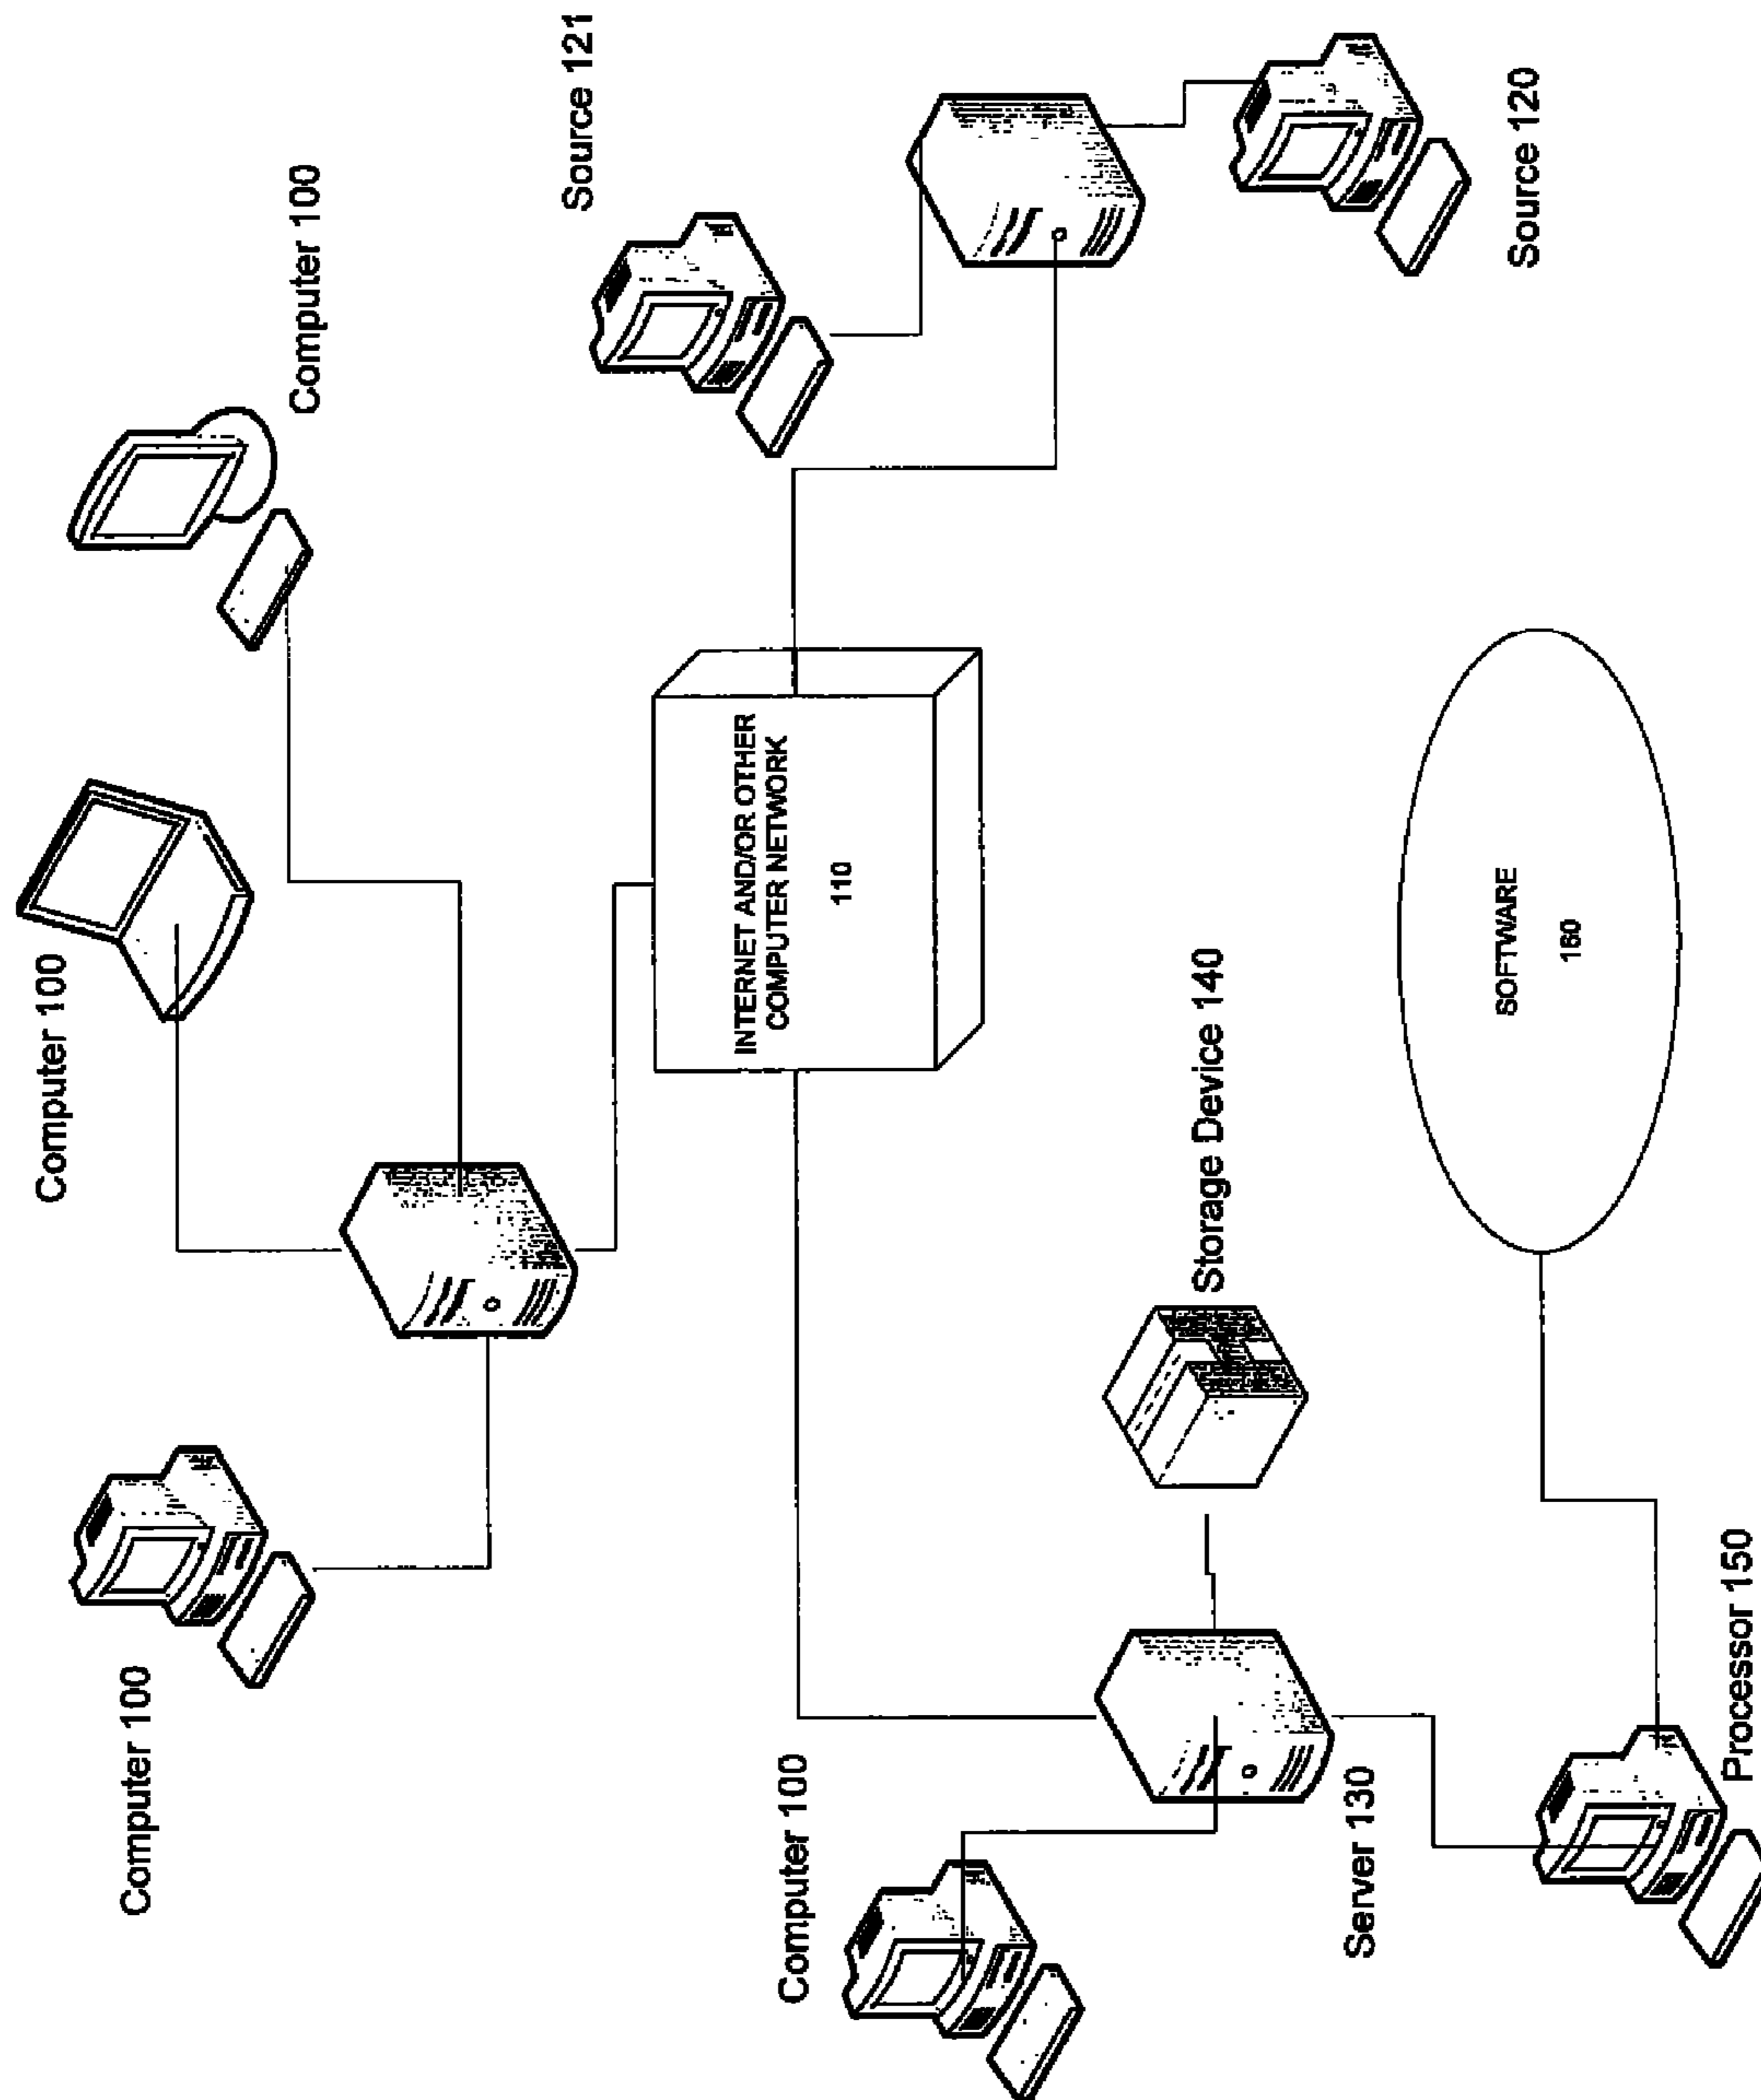 Computer 100
Computer 100
Computer 100
Source 121
INTERNET AND/OR OTHER
COMPUTER NETWORK
110
Computer 100
Storage Device 140
Server 130
Source 120
SOFTWARE
160
Processor 150